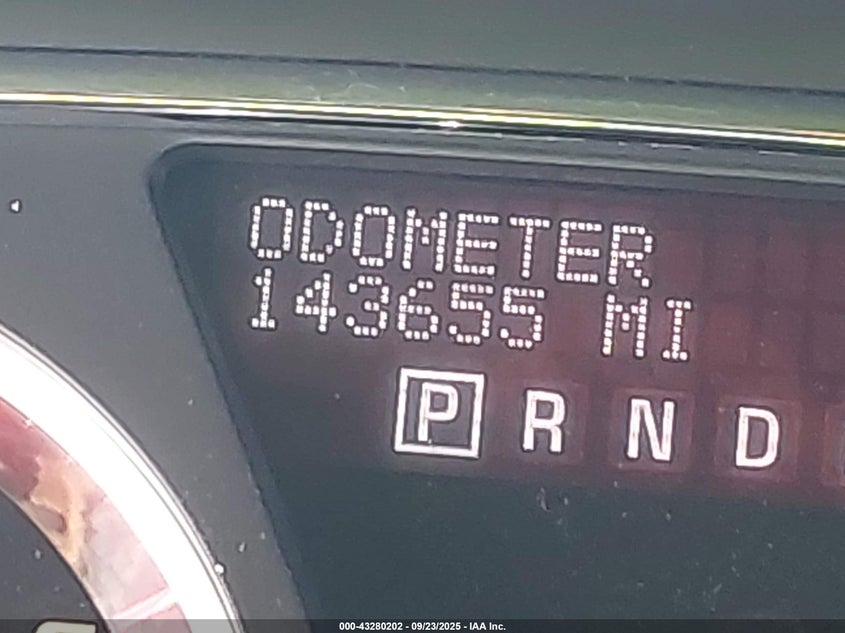 ODOMETER
143655 MI
P R N D
000-43280202 - 09/23/2025 - IAA Inc.